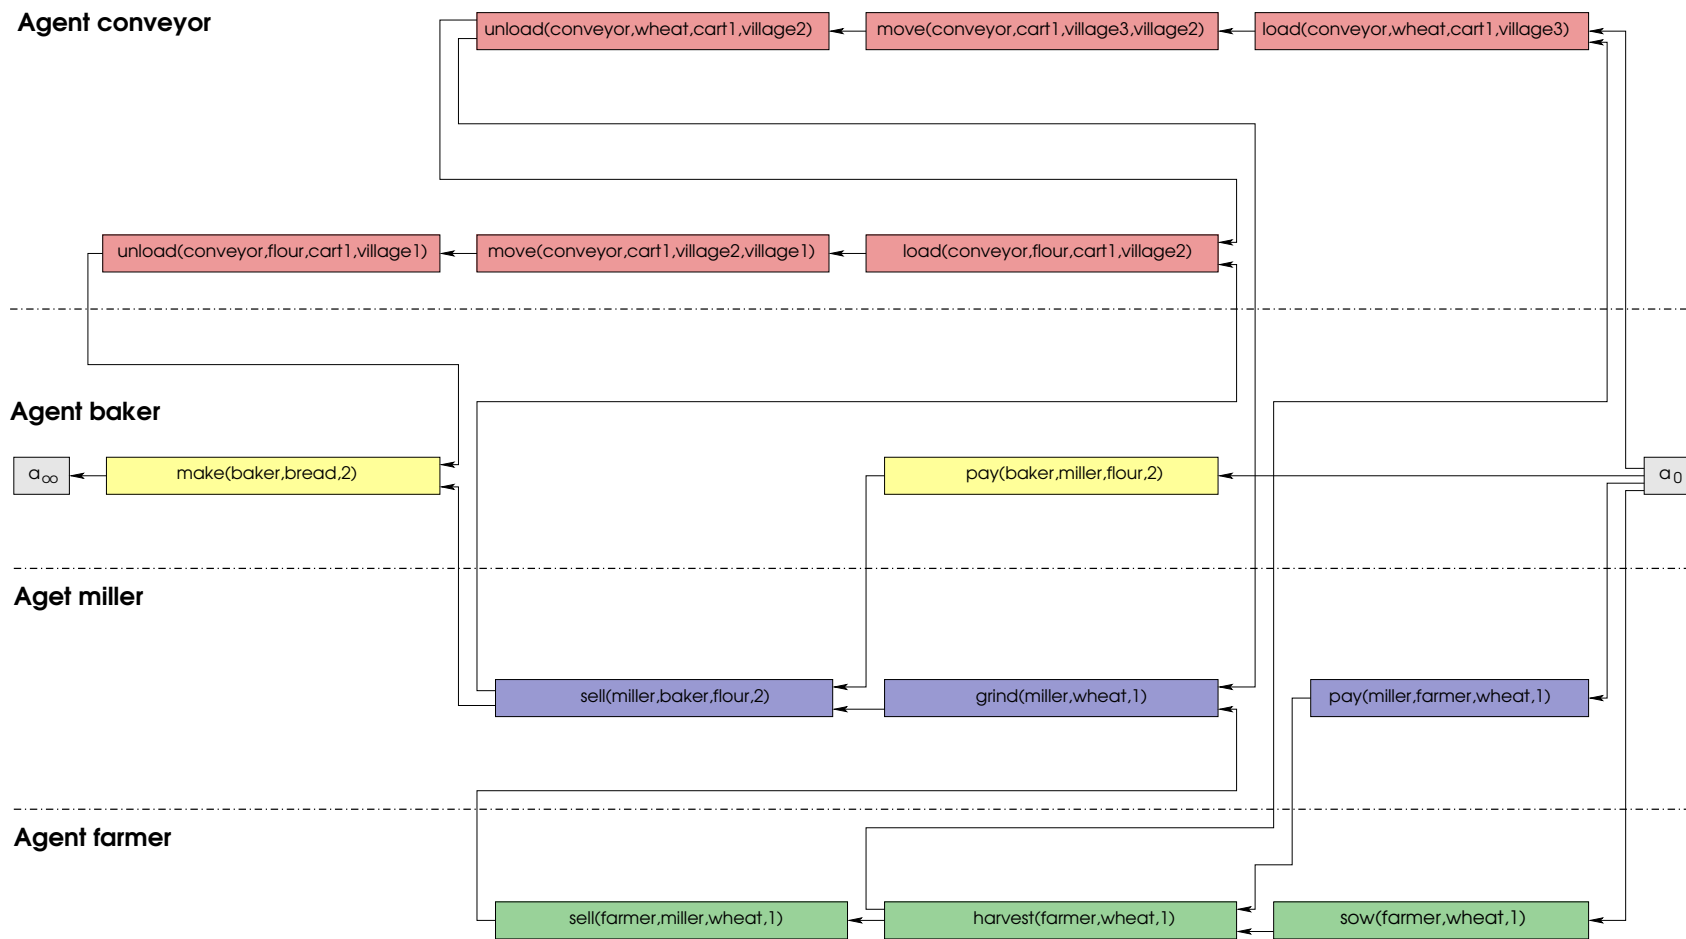 Agent conveyor
unload(conveyor,wheat,cart1,village2)
move(conveyor,cart1,village3,village2)
load(conveyor,wheat,cart1,village3)
unload(conveyor,flour,cart1,village1)
move(conveyor,cart1,village2,village1)
load(conveyor,flour,cart1,village2)
Agent baker
a∞
make(baker,bread,2)
pay(baker,miller,flour,2)
a0
Aget miller
sell(miller,baker,flour,2)
grind(miller,wheat,1)
pay(miller,farmer,wheat,1)
Agent farmer
sell(farmer,miller,wheat,1)
harvest(farmer,wheat,1)
sow(farmer,wheat,1)